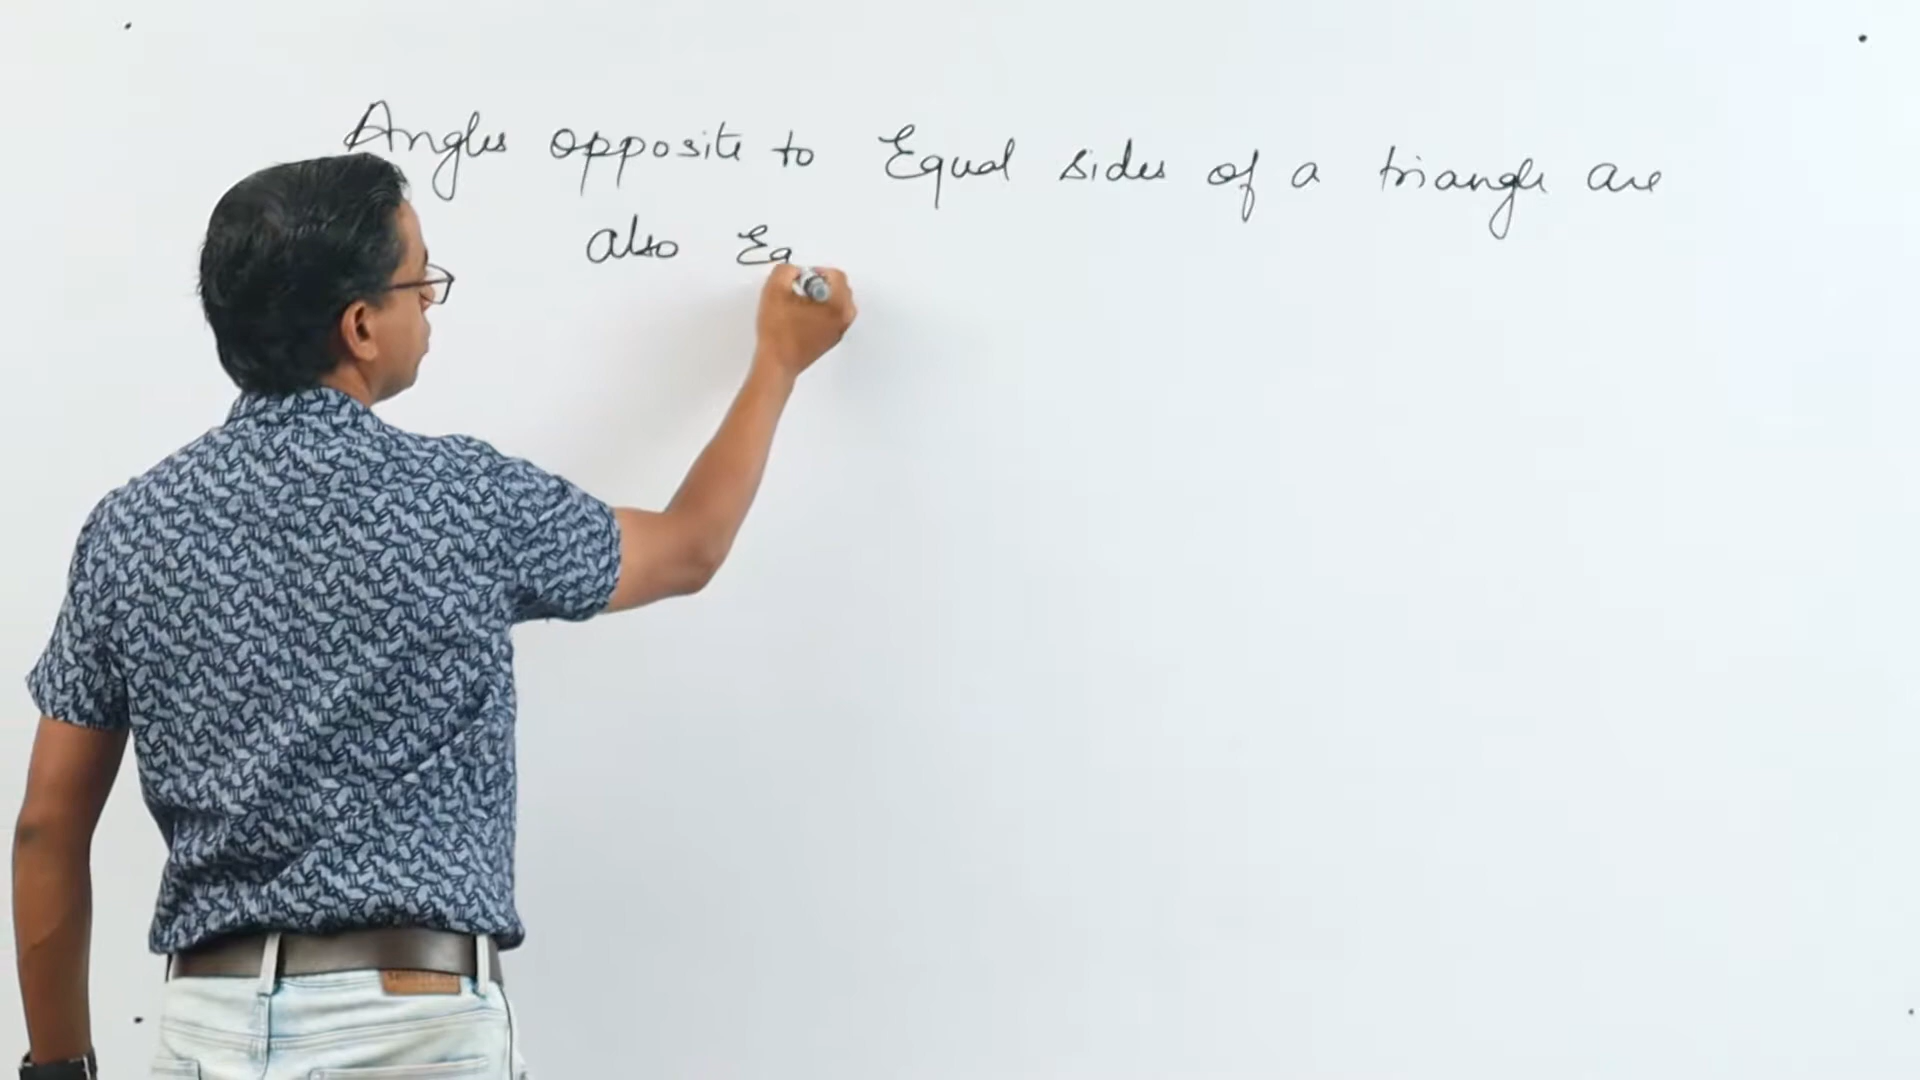 Angles opposite to Equal sides of a triangle are
also Eq